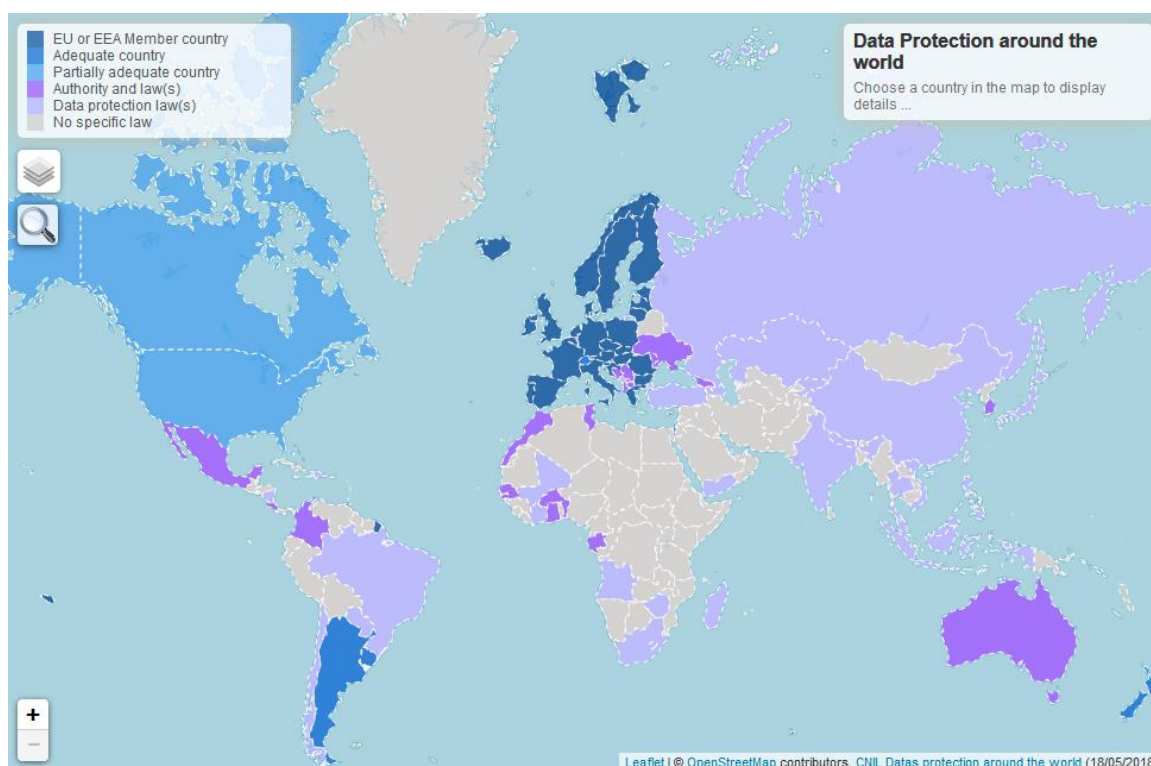 EU or EEA Member country
Adequate country
Partially adequate country
Authority and law(s)
Data protection law(s)
No specific law
Data Protection around the
world
Choose a country in the map to display
details ...
+
−
Leaflet | © OpenStreetMap contributors, CNIL Datas protection around the world (18/05/2018